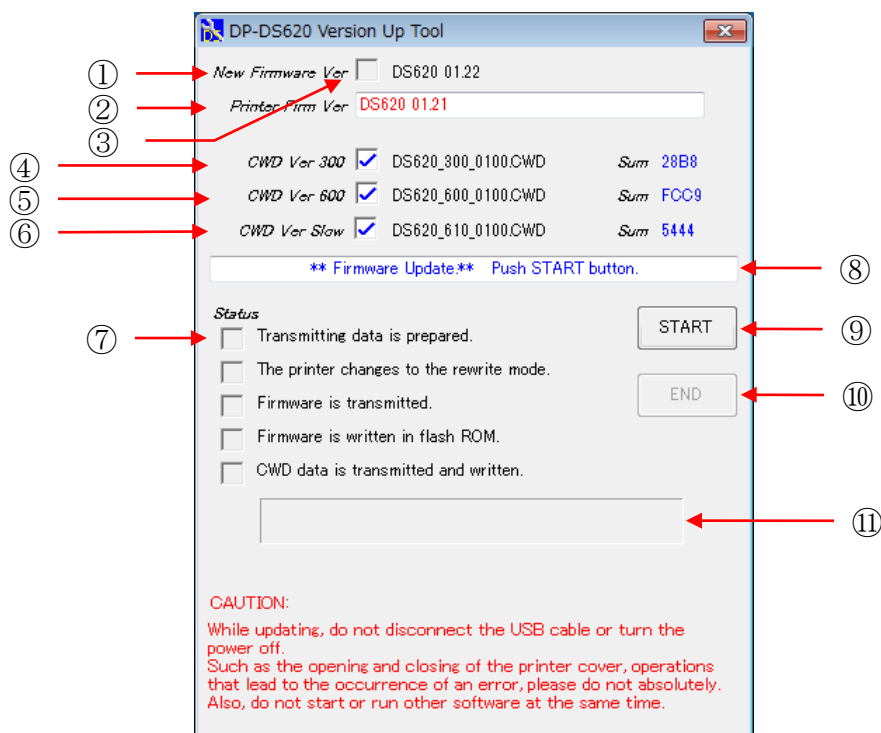 DP-DS620 Version Up Tool
① New Firmware Ver DS620 01.22
② Printer Firm Ver DS620 01.21
③
④ CWD Ver 300 DS620_300_0100.CWD Sum 28B8
⑤ CWD Ver 600 DS620_600_0100.CWD Sum FCC9
⑥ CWD Ver Slow DS620_610_0100.CWD Sum 5444
** Firmware Update.** Push START button. ⑧
Status
⑦ Transmitting data is prepared. START ⑨
The printer changes to the rewrite mode.
Firmware is transmitted. END ⑩
Firmware is written in flash ROM.
CWD data is transmitted and written.
⑪
CAUTION:
While updating, do not disconnect the USB cable or turn the
power off.
Such as the opening and closing of the printer cover, operations
that lead to the occurrence of an error, please do not absolutely.
Also, do not start or run other software at the same time.